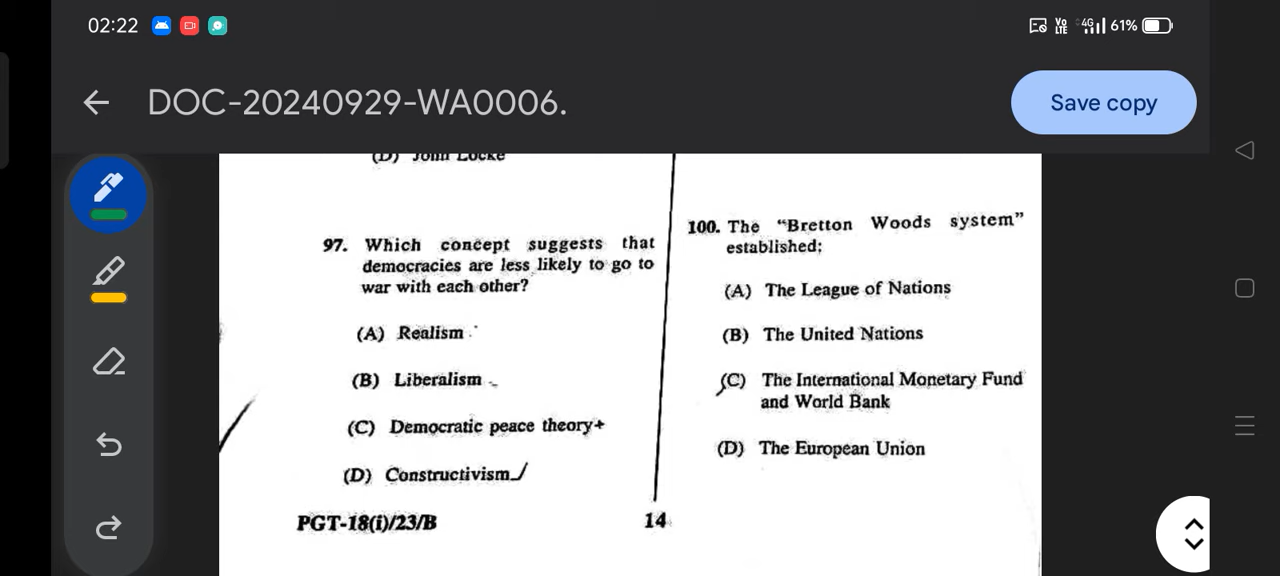 02:22
Vo LTE 4G 61%
DOC-20240929-WA0006.
Save copy
(D) John Locke
97. Which concept suggests that
democracies are less likely to go to
war with each other?
(A) Realism
(B) Liberalism
(C) Democratic peace theory+
(D) Constructivism
PGT-18(i)/23/B
14
100. The "Bretton Woods system"
established:
(A) The League of Nations
(B) The United Nations
(C) The International Monetary Fund
and World Bank
(D) The European Union